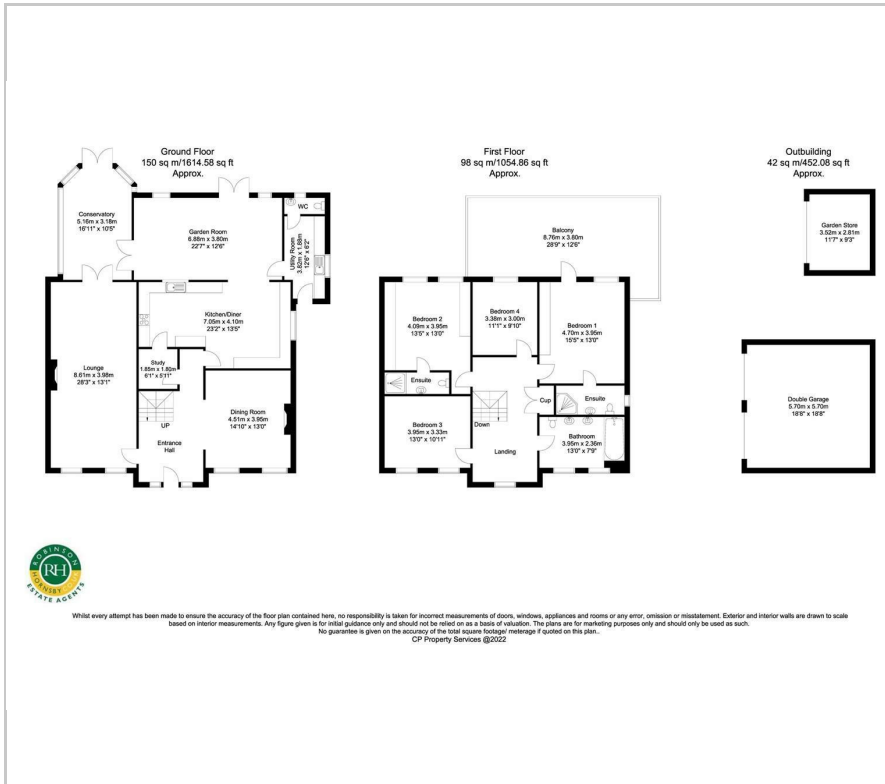 Ground Floor
150 sq m/1614.58 sq ft
Approx.
Conservatory
5.16m x 3.18m
16'11" x 10'5"
Garden Room
6.88m x 3.80m
22'7" x 12'6"
WC
Utility Room
3.82m x 1.88m
12'6" x 6'2"
Kitchen/Diner
7.05m x 4.10m
23'2" x 13'5"
Lounge
8.61m x 3.98m
28'3" x 13'1"
Study
1.85m x 1.80m
6'1" x 5'11"
UP
Entrance
Hall
Dining Room
4.51m x 3.95m
14'10" x 13'0"
First Floor
98 sq m/1054.86 sq ft
Approx.
Balcony
8.76m x 3.80m
28'9" x 12'6"
Bedroom 2
4.09m x 3.95m
13'5" x 13'0"
Bedroom 4
3.38m x 3.00m
11'1" x 9'10"
Bedroom 1
4.70m x 3.95m
15'5" x 13'0"
Ensuite
Cup
Ensuite
Bedroom 3
3.95m x 3.33m
13'0" x 10'11"
Down
Landing
Bathroom
3.95m x 2.36m
13'0" x 7'9"
Outbuilding
42 sq m/452.08 sq ft
Approx.
Garden Store
3.52m x 2.81m
11'7" x 9'3"
Double Garage
5.70m x 5.70m
18'8" x 18'8"
ROBINSON
RH
HORNSBY
ESTATE AGENTS
Whilst every attempt has been made to ensure the accuracy of the floor plan contained here, no responsibility is taken for incorrect measurements of doors, windows, appliances and rooms or any error, omission or misstatement. Exterior and interior walls are drawn to scale
based on interior measurements. Any figure given is for initial guidance only and should not be relied on as a basis of valuation. The plans are for marketing purposes only and should only be used as such.
No guarantee is given on the accuracy of the total square footage/ meterage if quoted on this plan..
CP Property Services @2022